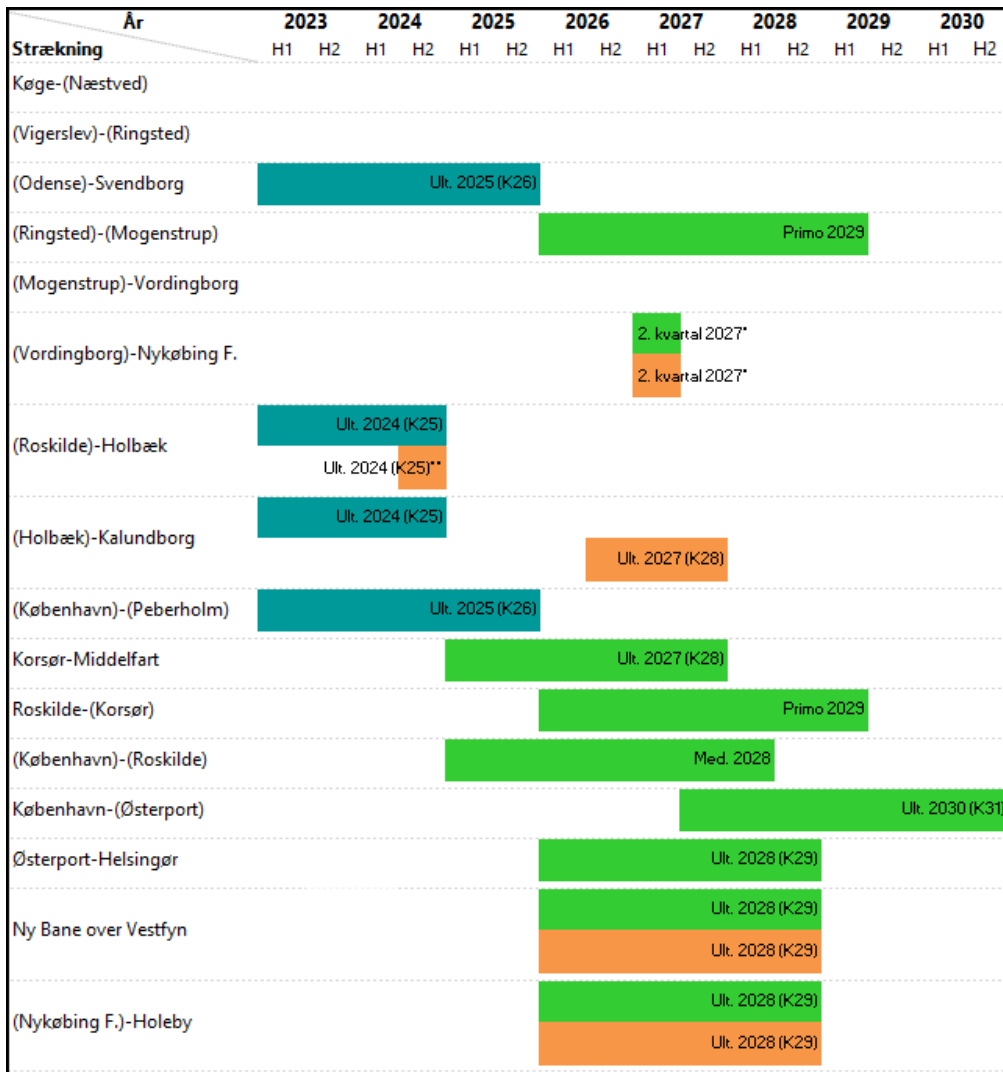 År 2023 2024 2025 2026 2027 2028 2029 2030
Strækning H1 H2 H1 H2 H1 H2 H1 H2 H1 H2 H1 H2 H1 H2 H1 H2
Køge-(Næstved)
(Vigerslev)-(Ringsted)
(Odense)-Svendborg Ult. 2025 (K26)
(Ringsted)-(Mogenstrup) Primo 2029
(Mogenstrup)-Vordingborg
(Vordingborg)-Nykøbing F. 2. kvartal 2027*
2. kvartal 2027*
(Roskilde)-Holbæk Ult. 2024 (K25)
Ult. 2024 (K25)**
(Holbæk)-Kalundborg Ult. 2024 (K25)
Ult. 2027 (K28)
(København)-(Peberholm) Ult. 2025 (K26)
Korsør-Middelfart Ult. 2027 (K28)
Roskilde-(Korsør) Primo 2029
(København)-(Roskilde) Med. 2028
København-(Østerport) Ult. 2030 (K31)
Østerport-Helsingør Ult. 2028 (K29)
Ny Bane over Vestfyn Ult. 2028 (K29)
Ult. 2028 (K29)
(Nykøbing F.)-Holeby Ult. 2028 (K29)
Ult. 2028 (K29)